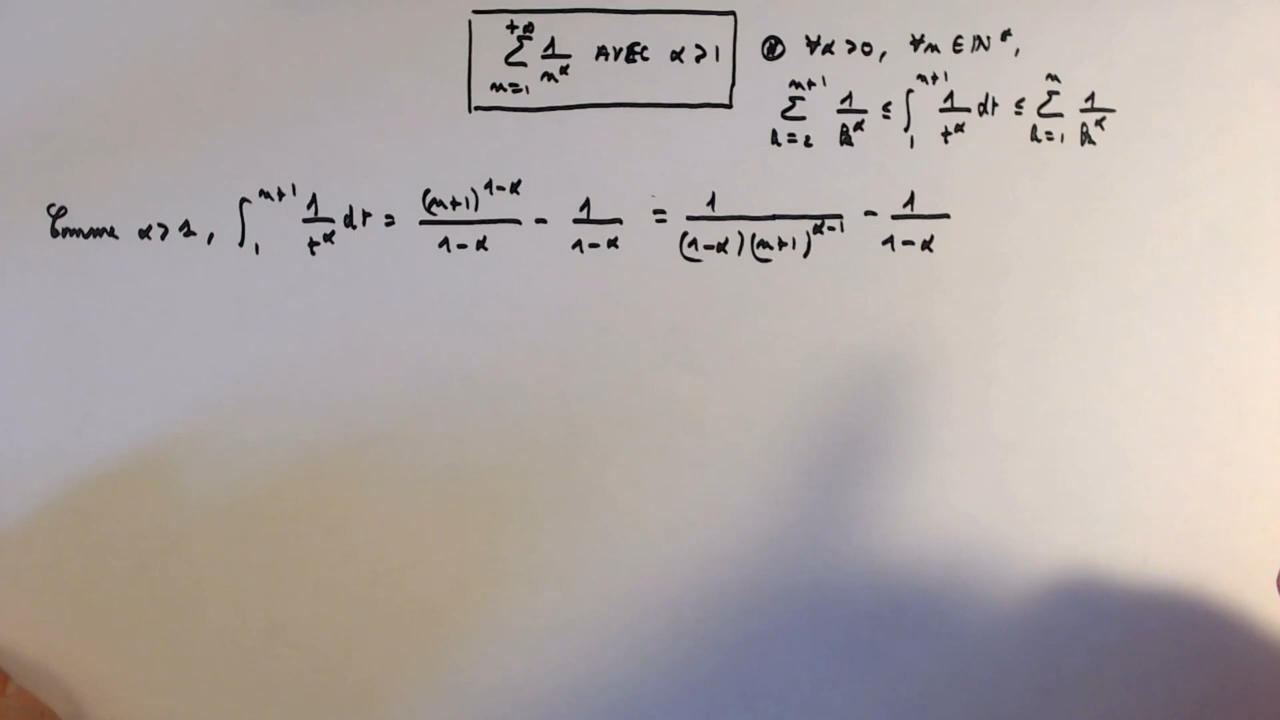 +∞ ∑ n=1 1/n^α AVEC α>1
(*) ∀α>0, ∀n∈ℕ*,
∑_{k=2}^{n+1} 1/k^α ≤ ∫_1^{n+1} 1/t^α dt ≤ ∑_{k=1}^{n} 1/k^α
Comme α>1, ∫_1^{n+1} 1/t^α dt = (n+1)^{1-α}/(1-α) - 1/(1-α) = 1/((1-α)(n+1)^{α-1}) - 1/(1-α)